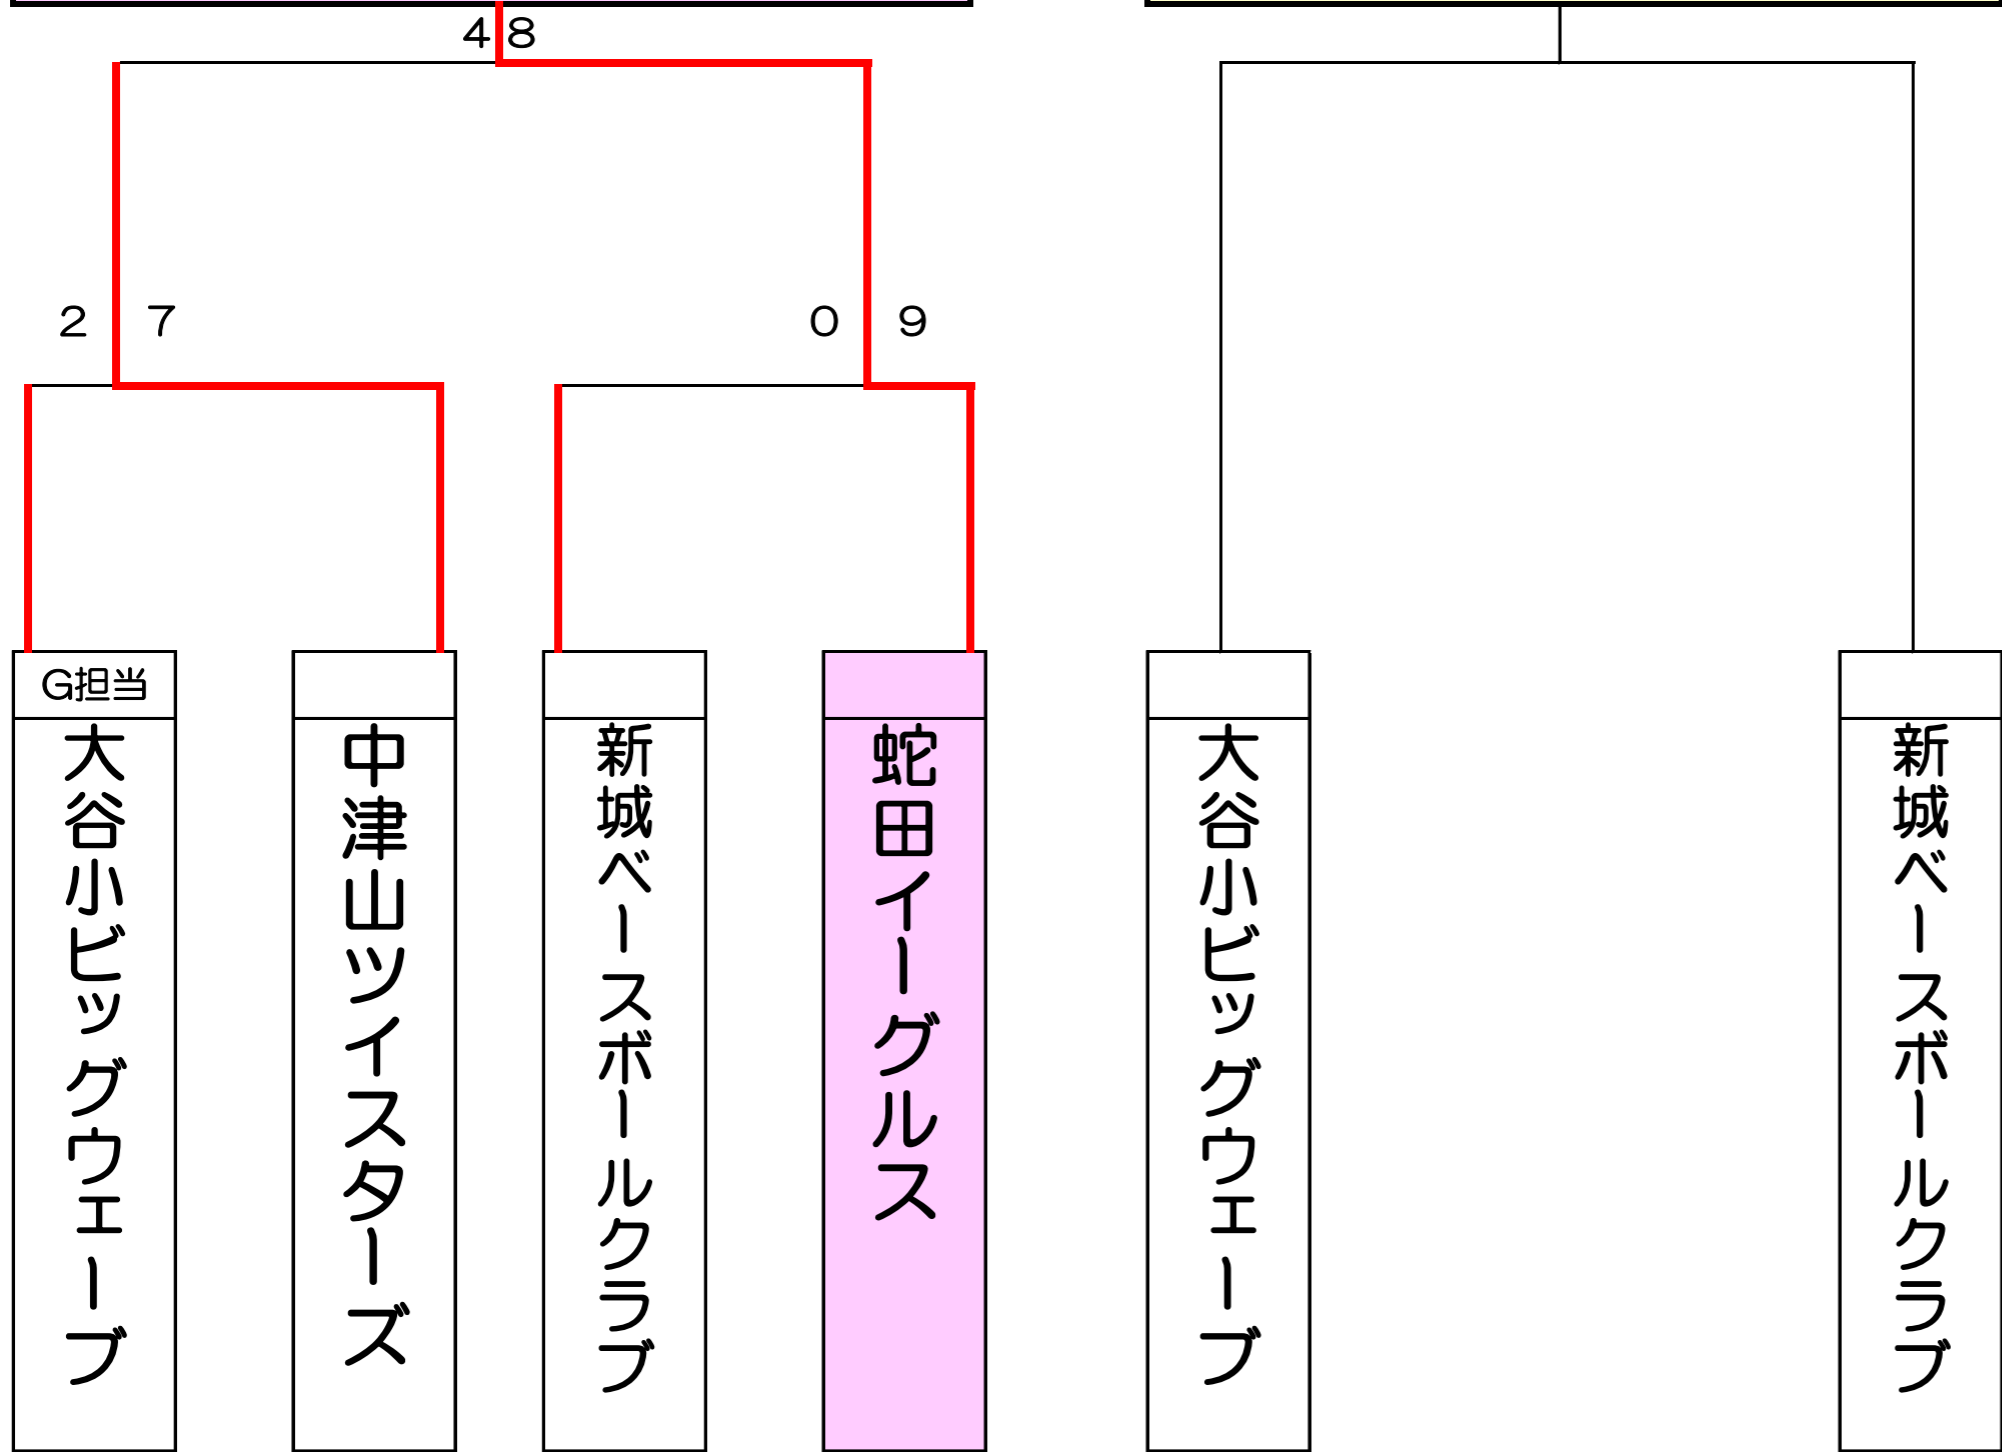 4 8
2 7
0 9
G担当
大谷小ビッグウェーブ
中津山ツイスターズ
新城ベースボールクラブ
蛇田イーグルス
大谷小ビッグウェーブ
新城ベースボールクラブ